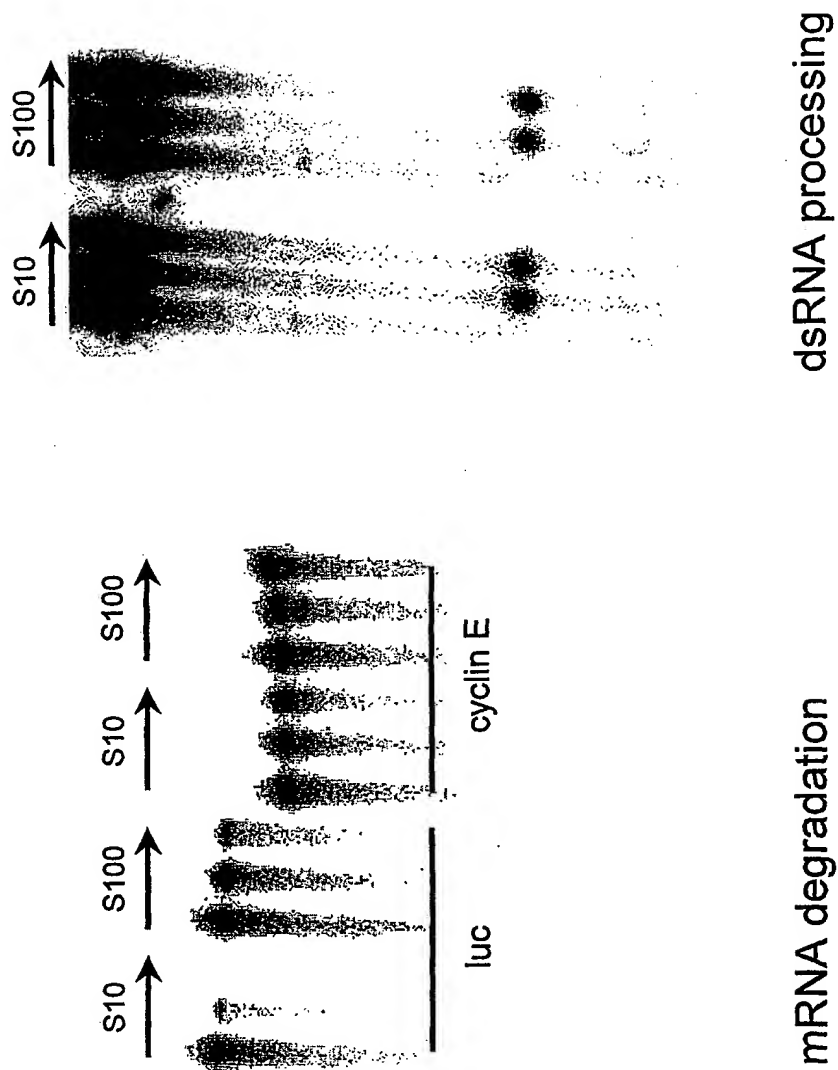 S10
S100
S10
S100
luc
cyclin E
mRNA degradation
S10
S100
dsRNA processing